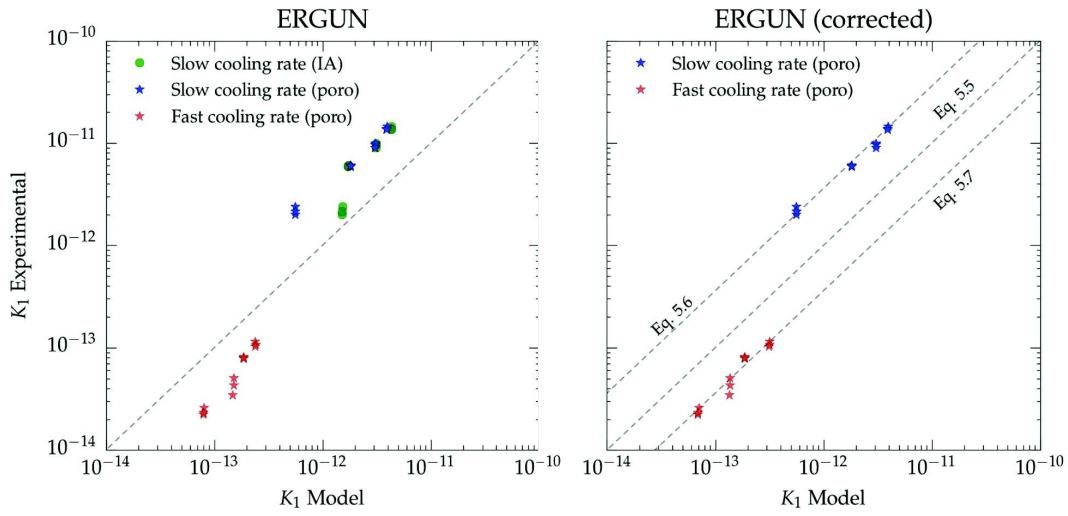 ERGUN
10⁻¹⁰
10⁻¹¹
10⁻¹²
10⁻¹³
10⁻¹⁴
K₁ Experimental
Slow cooling rate (IA)
Slow cooling rate (poro)
Fast cooling rate (poro)
10⁻¹⁴ 10⁻¹³ 10⁻¹² 10⁻¹¹ 10⁻¹⁰
K₁ Model
ERGUN (corrected)
Slow cooling rate (poro)
Fast cooling rate (poro)
Eq. 5.5
Eq. 5.7
Eq. 5.6
10⁻¹⁴ 10⁻¹³ 10⁻¹² 10⁻¹¹ 10⁻¹⁰
K₁ Model